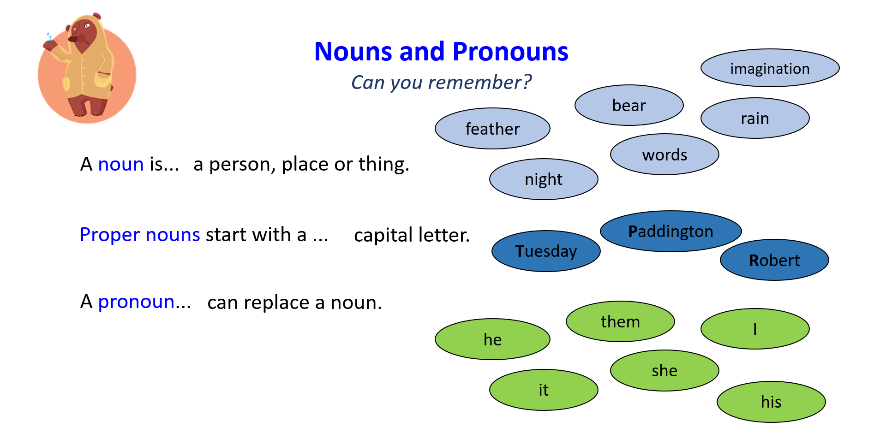 Nouns and Pronouns
Can you remember?
imagination
bear
feather
rain
words
night
A noun is... a person, place or thing.
Proper nouns start with a ... capital letter.
Tuesday
Paddington
Robert
A pronoun... can replace a noun.
he
them
I
it
she
his